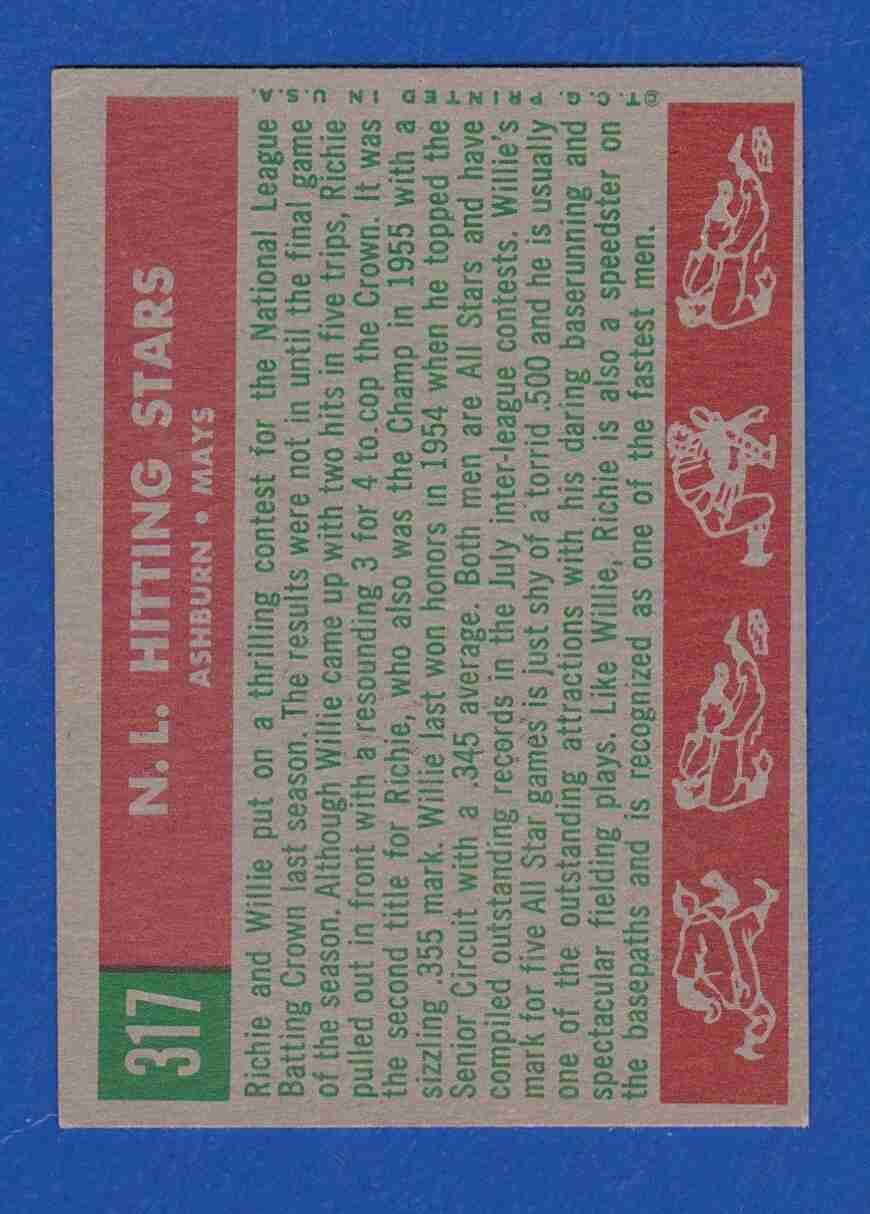 317
N. L. HITTING STARS
ASHBURN • MAYS
Richie and Willie put on a thrilling contest for the National League
Batting Crown last season. The results were not in until the final game
of the season. Although Willie came up with two hits in five trips, Richie
pulled out in front with a resounding 3 for 4 to cop the Crown. It was
the second title for Richie, who also was the Champ in 1955 with a
sizzling .355 mark. Willie last won honors in 1954 when he topped the
Senior Circuit with a .345 average. Both men are All Stars and have
compiled outstanding records in the July inter-league contests. Willie's
mark for five All Star games is just shy of a torrid .500 and he is usually
one of the outstanding attractions with his daring baserunning and
spectacular fielding plays. Like Willie, Richie is also a speedster on
the basepaths and is recognized as one of the fastest men.
© T. C. G. PRINTED IN U. S. A.